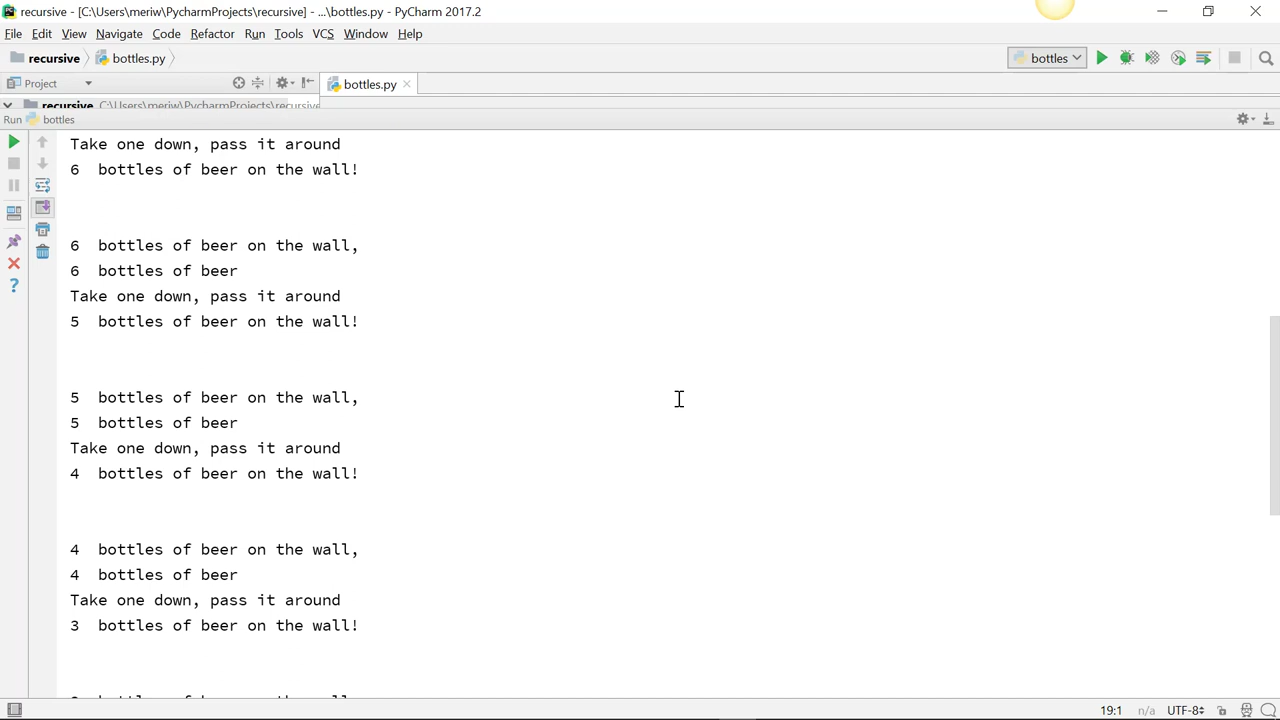 recursive - [C:\Users\meriw\PycharmProjects\recursive] - ...\bottles.py - PyCharm 2017.2
File Edit View Navigate Code Refactor Run Tools VCS Window Help
recursive bottles.py bottles
Project bottles.py
recursive C:\Users\meriw\PycharmProjects\recursive
Run bottles
Take one down, pass it around
6  bottles of beer on the wall!
6  bottles of beer on the wall,
6  bottles of beer
Take one down, pass it around
5  bottles of beer on the wall!
5  bottles of beer on the wall,
5  bottles of beer
Take one down, pass it around
4  bottles of beer on the wall!
4  bottles of beer on the wall,
4  bottles of beer
Take one down, pass it around
3  bottles of beer on the wall!
19:1 n/a UTF-8